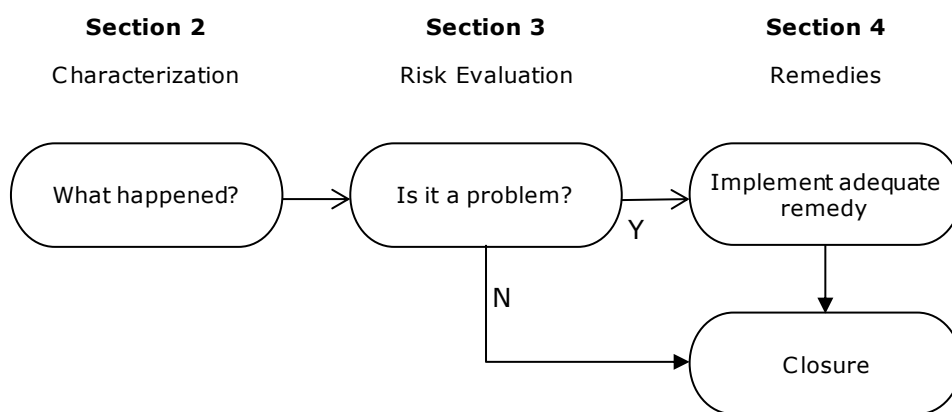 Section 2
Section 3
Section 4
Characterization
Risk Evaluation
Remedies
What happened?
Is it a problem?
Implement adequate
remedy
Y
N
Closure